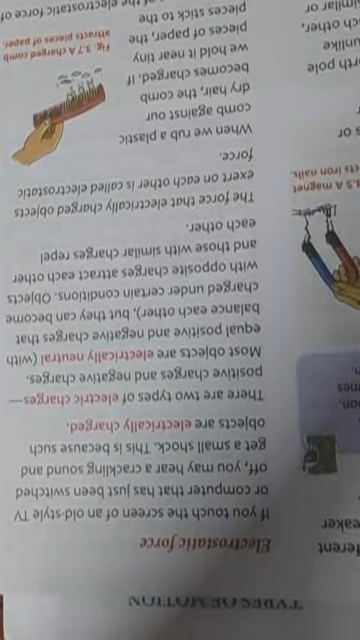 TYPES OF MOTION
Electrostatic force
If you touch the screen of an old-style TV
or computer that has just been switched
off, you may hear a crackling sound and
get a small shock. This is because such
objects are electrically charged.
There are two types of electric charges—
positive charges and negative charges.
Most objects are electrically neutral (with
equal positive and negative charges that
balance each other), but they can become
charged under certain conditions. Objects
with opposite charges attract each other
and those with similar charges repel
each other.
The force that electrically charged objects
exert on each other is called electrostatic
force.
When we rub a plastic
comb against our
dry hair, the comb
becomes charged. If
we hold it near tiny
pieces of paper, the
pieces stick to the
Fig. 3.7 A charged comb
attracts pieces of paper.
the electrostatic force of
eaker
A magnet
cts iron nails.
s or
rth pole
unlike
ch other,
similar or